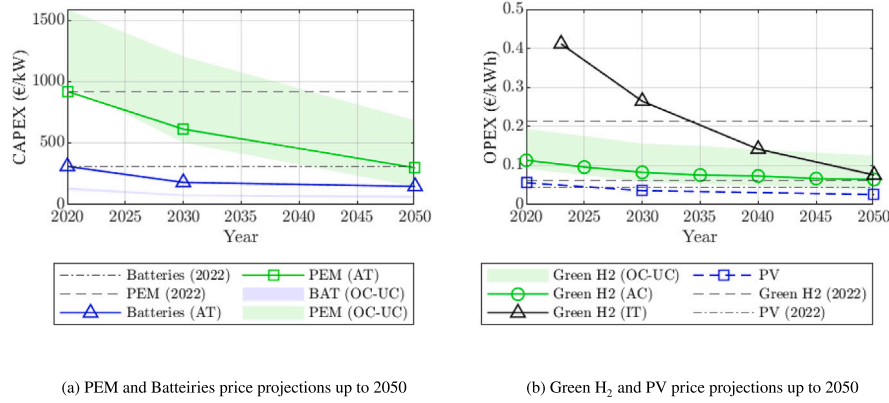 1500
1000
500
0
CAPEX (€/kW)
2020 2025 2030 2035 2040 2045 2050
Year
Batteries (2022)
PEM (2022)
Batteries (AT)
PEM (AT)
BAT (OC-UC)
PEM (OC-UC)
(a) PEM and Batteiries price projections up to 2050
0.5
0.4
0.3
0.2
0.1
0
OPEX (€/kWh)
2020 2025 2030 2035 2040 2045 2050
Year
Green H2 (OC-UC)
Green H2 (AC)
Green H2 (IT)
PV
Green H2 (2022)
PV (2022)
(b) Green H₂ and PV price projections up to 2050